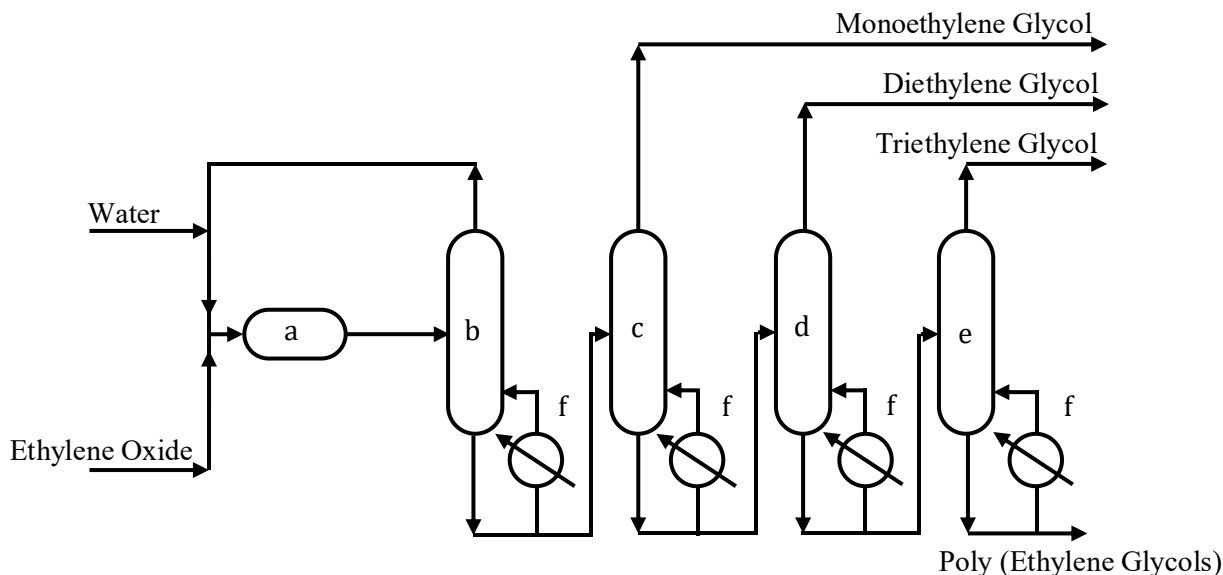 Monoethylene Glycol
Diethylene Glycol
Triethylene Glycol
Water
a
b
c
d
e
f
f
f
f
Ethylene Oxide
Poly (Ethylene Glycols)